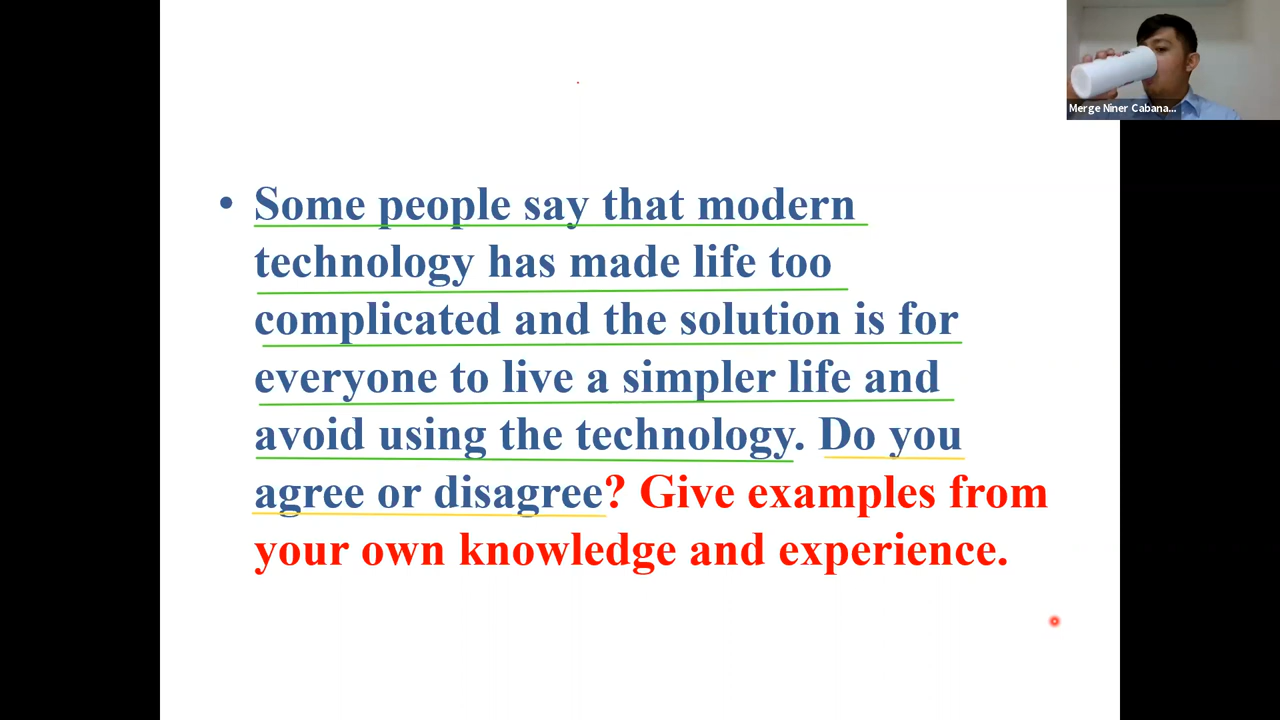 Merge Niner Cabana...
• Some people say that modern
technology has made life too
complicated and the solution is for
everyone to live a simpler life and
avoid using the technology. Do you
agree or disagree? Give examples from
your own knowledge and experience.